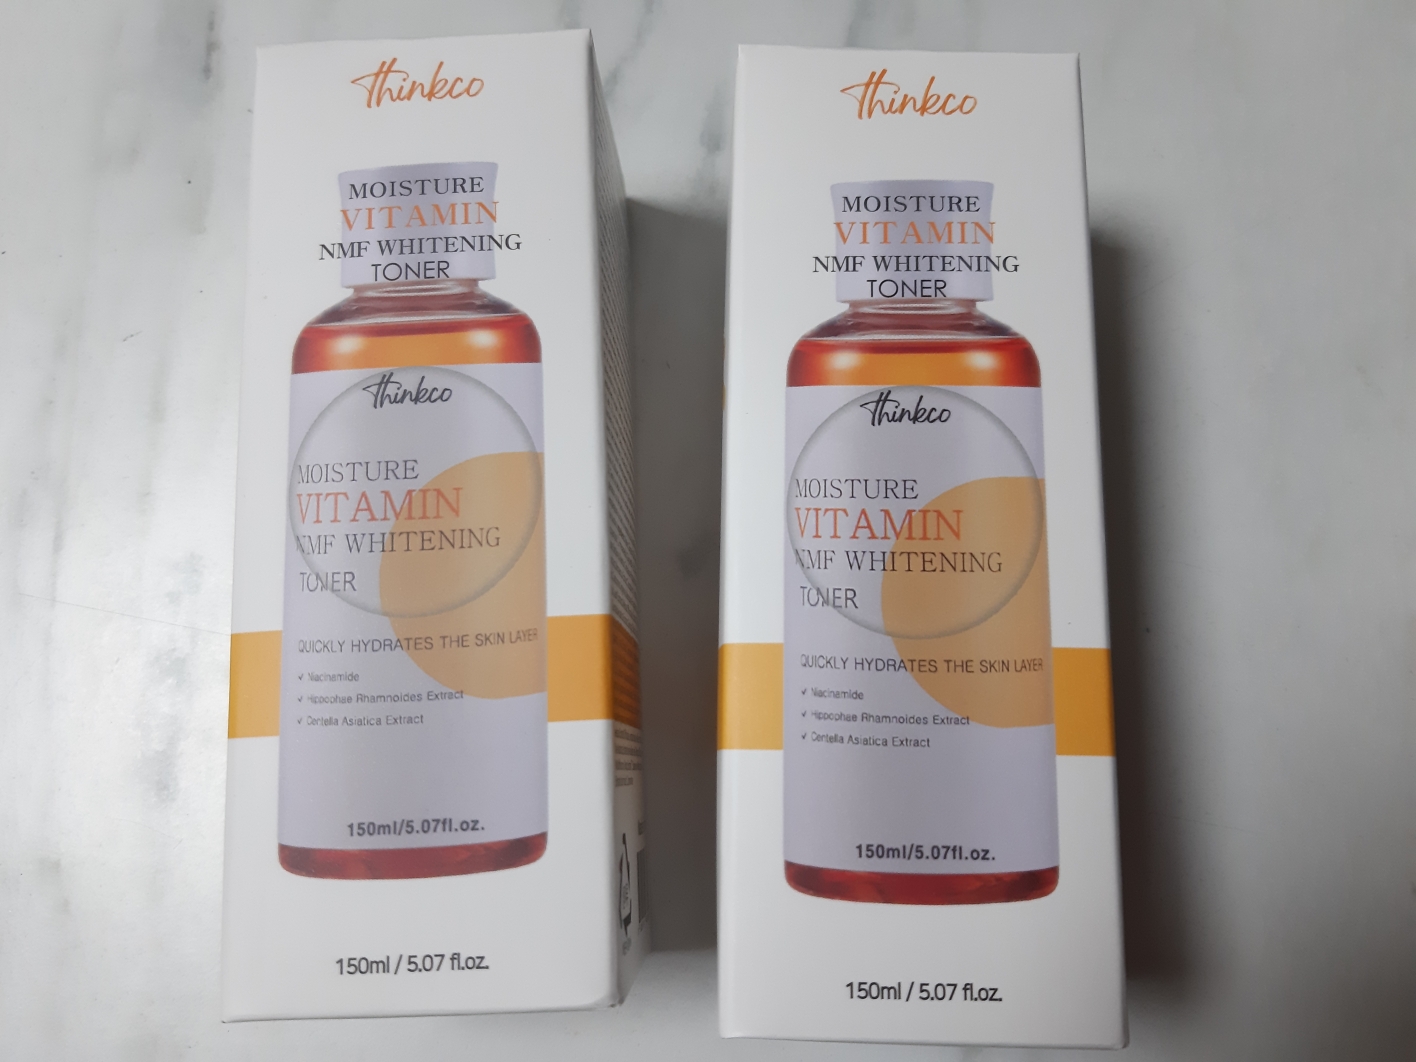 thinkco
MOISTURE
VITAMIN
NMF WHITENING
TONER
thinkco
MOISTURE
VITAMIN
NMF WHITENING
TONER
QUICKLY HYDRATES THE SKIN LAYER
✓ Niacinamide
✓ Hippophae Rhamnoides Extract
✓ Centella Asiatica Extract
150ml/5.07fl.oz.
150ml / 5.07 fl.oz.
thinkco
MOISTURE
VITAMIN
NMF WHITENING
TONER
thinkco
MOISTURE
VITAMIN
NMF WHITENING
TONER
QUICKLY HYDRATES THE SKIN LAYER
✓ Niacinamide
✓ Hippophae Rhamnoides Extract
✓ Centella Asiatica Extract
150ml/5.07fl.oz.
150ml / 5.07 fl.oz.